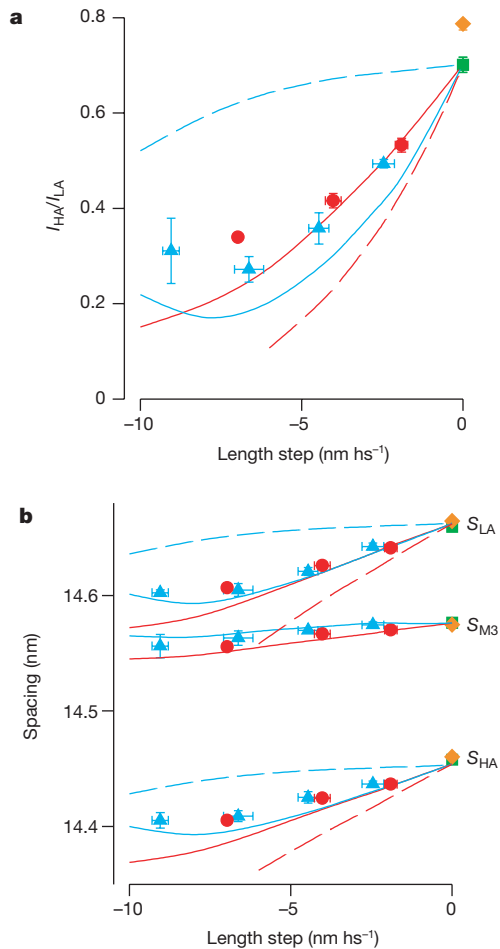 a
I_HA/I_LA
0.8
0.6
0.4
0.2
0
−10
−5
0
Length step (nm hs⁻¹)
b
Spacing (nm)
14.6
14.5
14.4
S_LA
S_M3
S_HA
−10
−5
0
Length step (nm hs⁻¹)